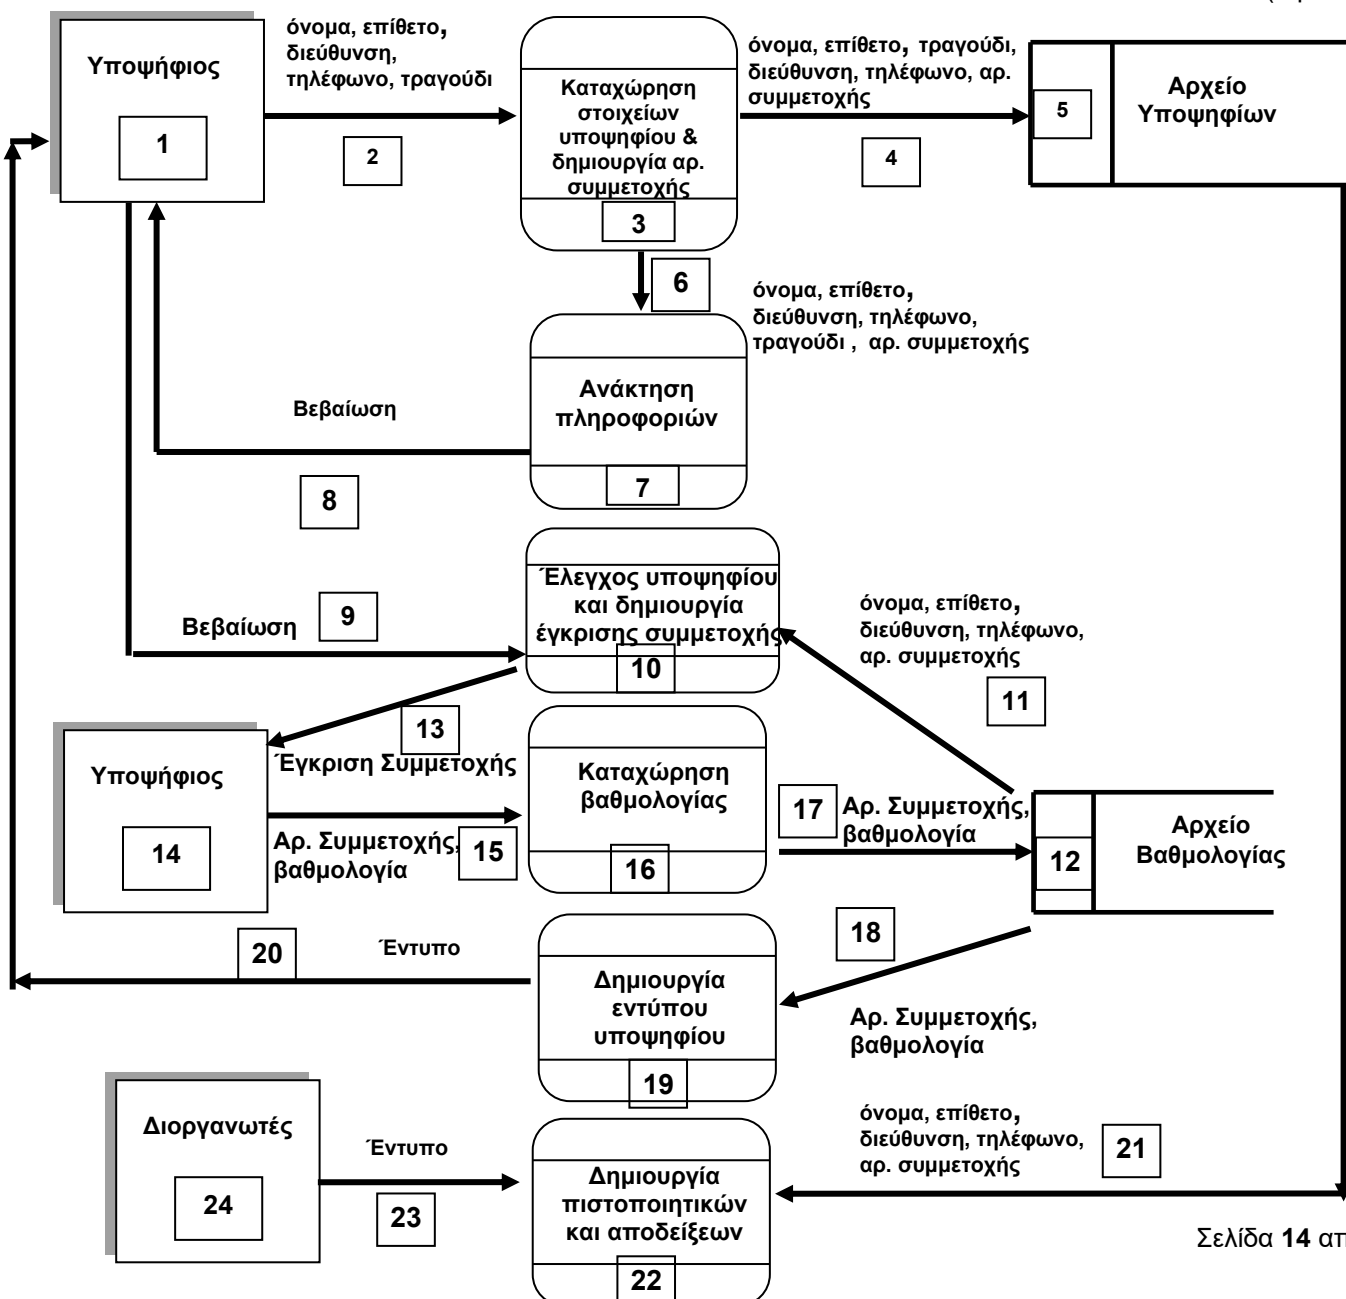 όνομα, επίθετο,
διεύθυνση,
τηλέφωνο, τραγούδι
Υποψήφιος
1
2
Καταχώρηση
στοιχείων
υποψηφίου &
δημιουργία αρ.
συμμετοχής
3
όνομα, επίθετο, τραγούδι,
διεύθυνση, τηλέφωνο, αρ.
συμμετοχής
4
5
Αρχείο
Υποψηφίων
6
όνομα, επίθετο,
διεύθυνση, τηλέφωνο,
τραγούδι , αρ. συμμετοχής
Ανάκτηση
πληροφοριών
7
Βεβαίωση
8
Βεβαίωση
9
Έλεγχος υποψηφίου
και δημιουργία
έγκρισης συμμετοχής
10
όνομα, επίθετο,
διεύθυνση, τηλέφωνο,
αρ. συμμετοχής
11
13
Έγκριση Συμμετοχής
Υποψήφιος
14
Αρ. Συμμετοχής,
βαθμολογία
15
Καταχώρηση
βαθμολογίας
16
17
Αρ. Συμμετοχής,
βαθμολογία
12
Αρχείο
Βαθμολογίας
18
Αρ. Συμμετοχής,
βαθμολογία
20
Έντυπο
Δημιουργία
εντύπου
υποψηφίου
19
Διοργανωτές
24
Έντυπο
23
Δημιουργία
πιστοποιητικών
και αποδείξεων
22
όνομα, επίθετο,
διεύθυνση, τηλέφωνο,
αρ. συμμετοχής
21
Σελίδα 14 απ